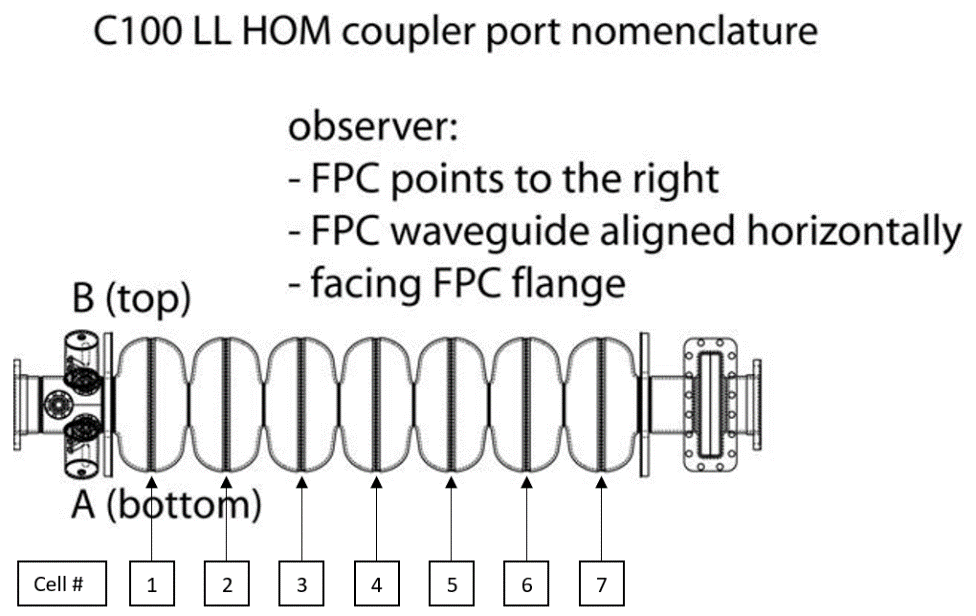 C100 LL HOM coupler port nomenclature
observer:
- FPC points to the right
- FPC waveguide aligned horizontally
- facing FPC flange
B (top)
A (bottom)
Cell # 1 2 3 4 5 6 7